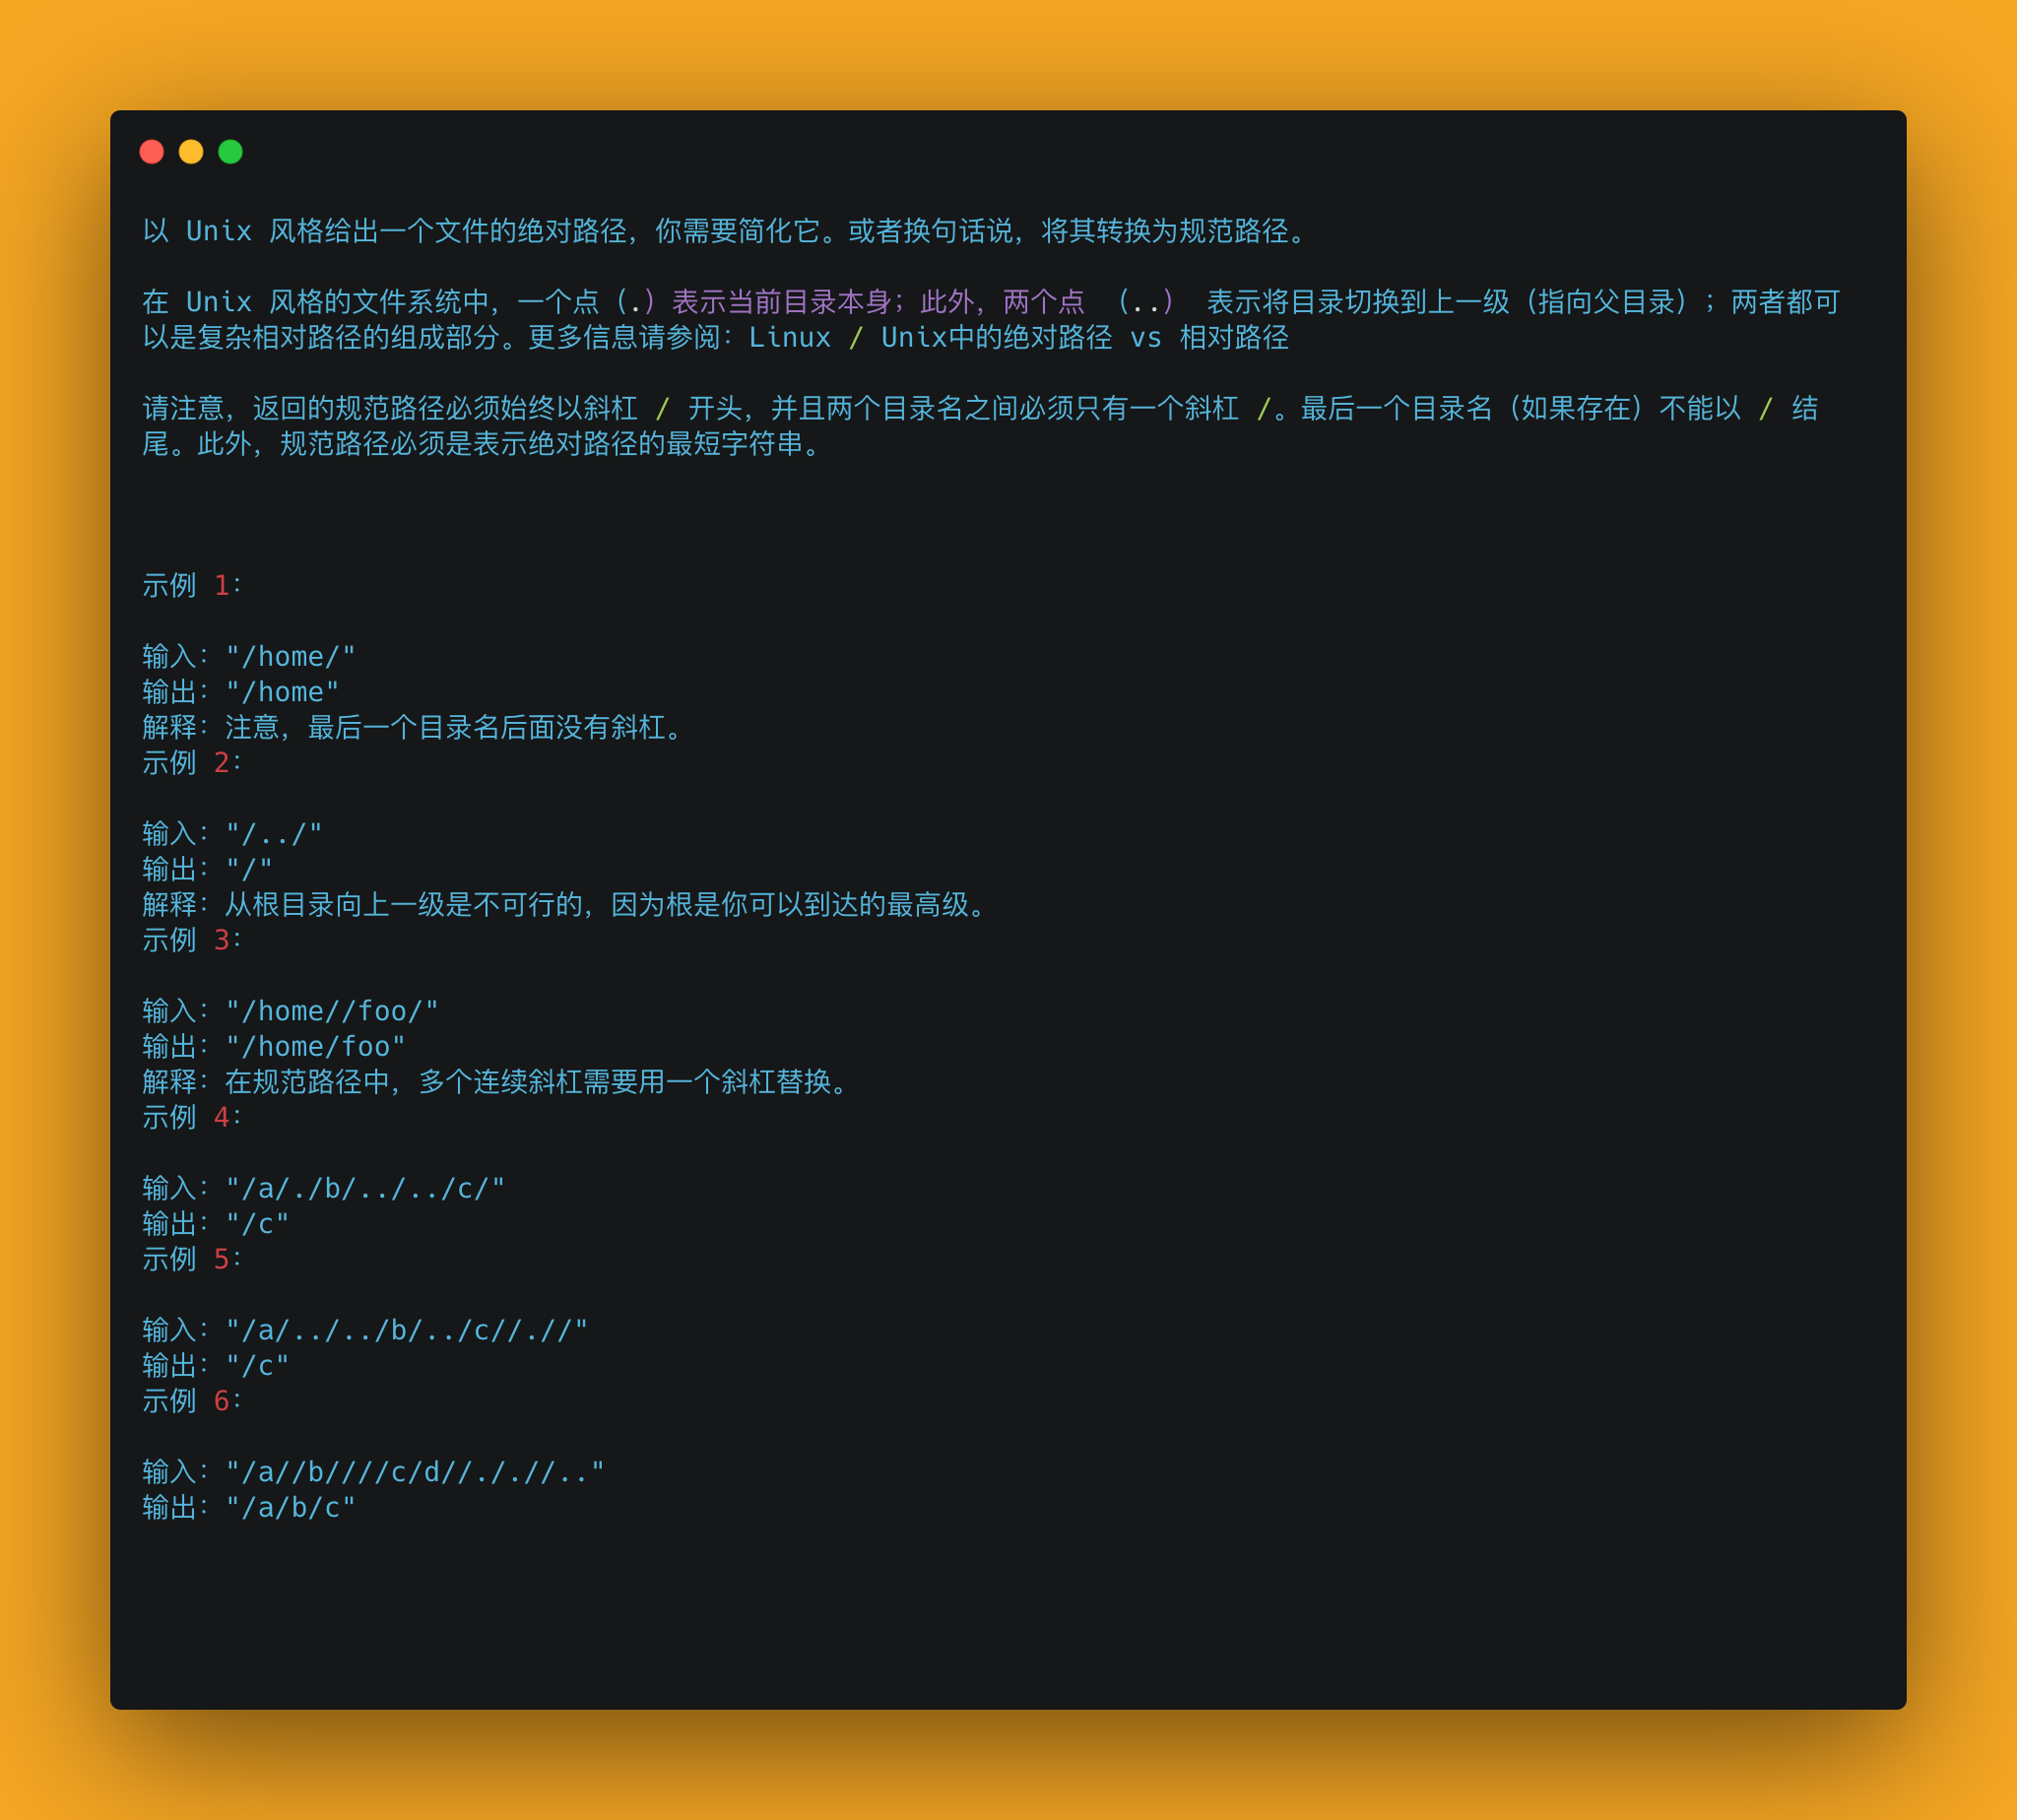 以 Unix 风格给出一个文件的绝对路径，你需要简化它。或者换句话说，将其转换为规范路径。
在 Unix 风格的文件系统中，一个点（.）表示当前目录本身；此外，两个点 （..） 表示将目录切换到上一级（指向父目录）；两者都可
以是复杂相对路径的组成部分。更多信息请参阅：Linux / Unix中的绝对路径 vs 相对路径
请注意，返回的规范路径必须始终以斜杠 / 开头，并且两个目录名之间必须只有一个斜杠 /。最后一个目录名（如果存在）不能以 / 结
尾。此外，规范路径必须是表示绝对路径的最短字符串。
示例 1：
输入："/home/"
输出："/home"
解释：注意，最后一个目录名后面没有斜杠。
示例 2：
输入："/../"
输出："/"
解释：从根目录向上一级是不可行的，因为根是你可以到达的最高级。
示例 3：
输入："/home//foo/"
输出："/home/foo"
解释：在规范路径中，多个连续斜杠需要用一个斜杠替换。
示例 4：
输入："/a/./b/../../c/"
输出："/c"
示例 5：
输入："/a/../../b/../c//.//"
输出："/c"
示例 6：
输入："/a//b////c/d//././/.."
输出："/a/b/c"